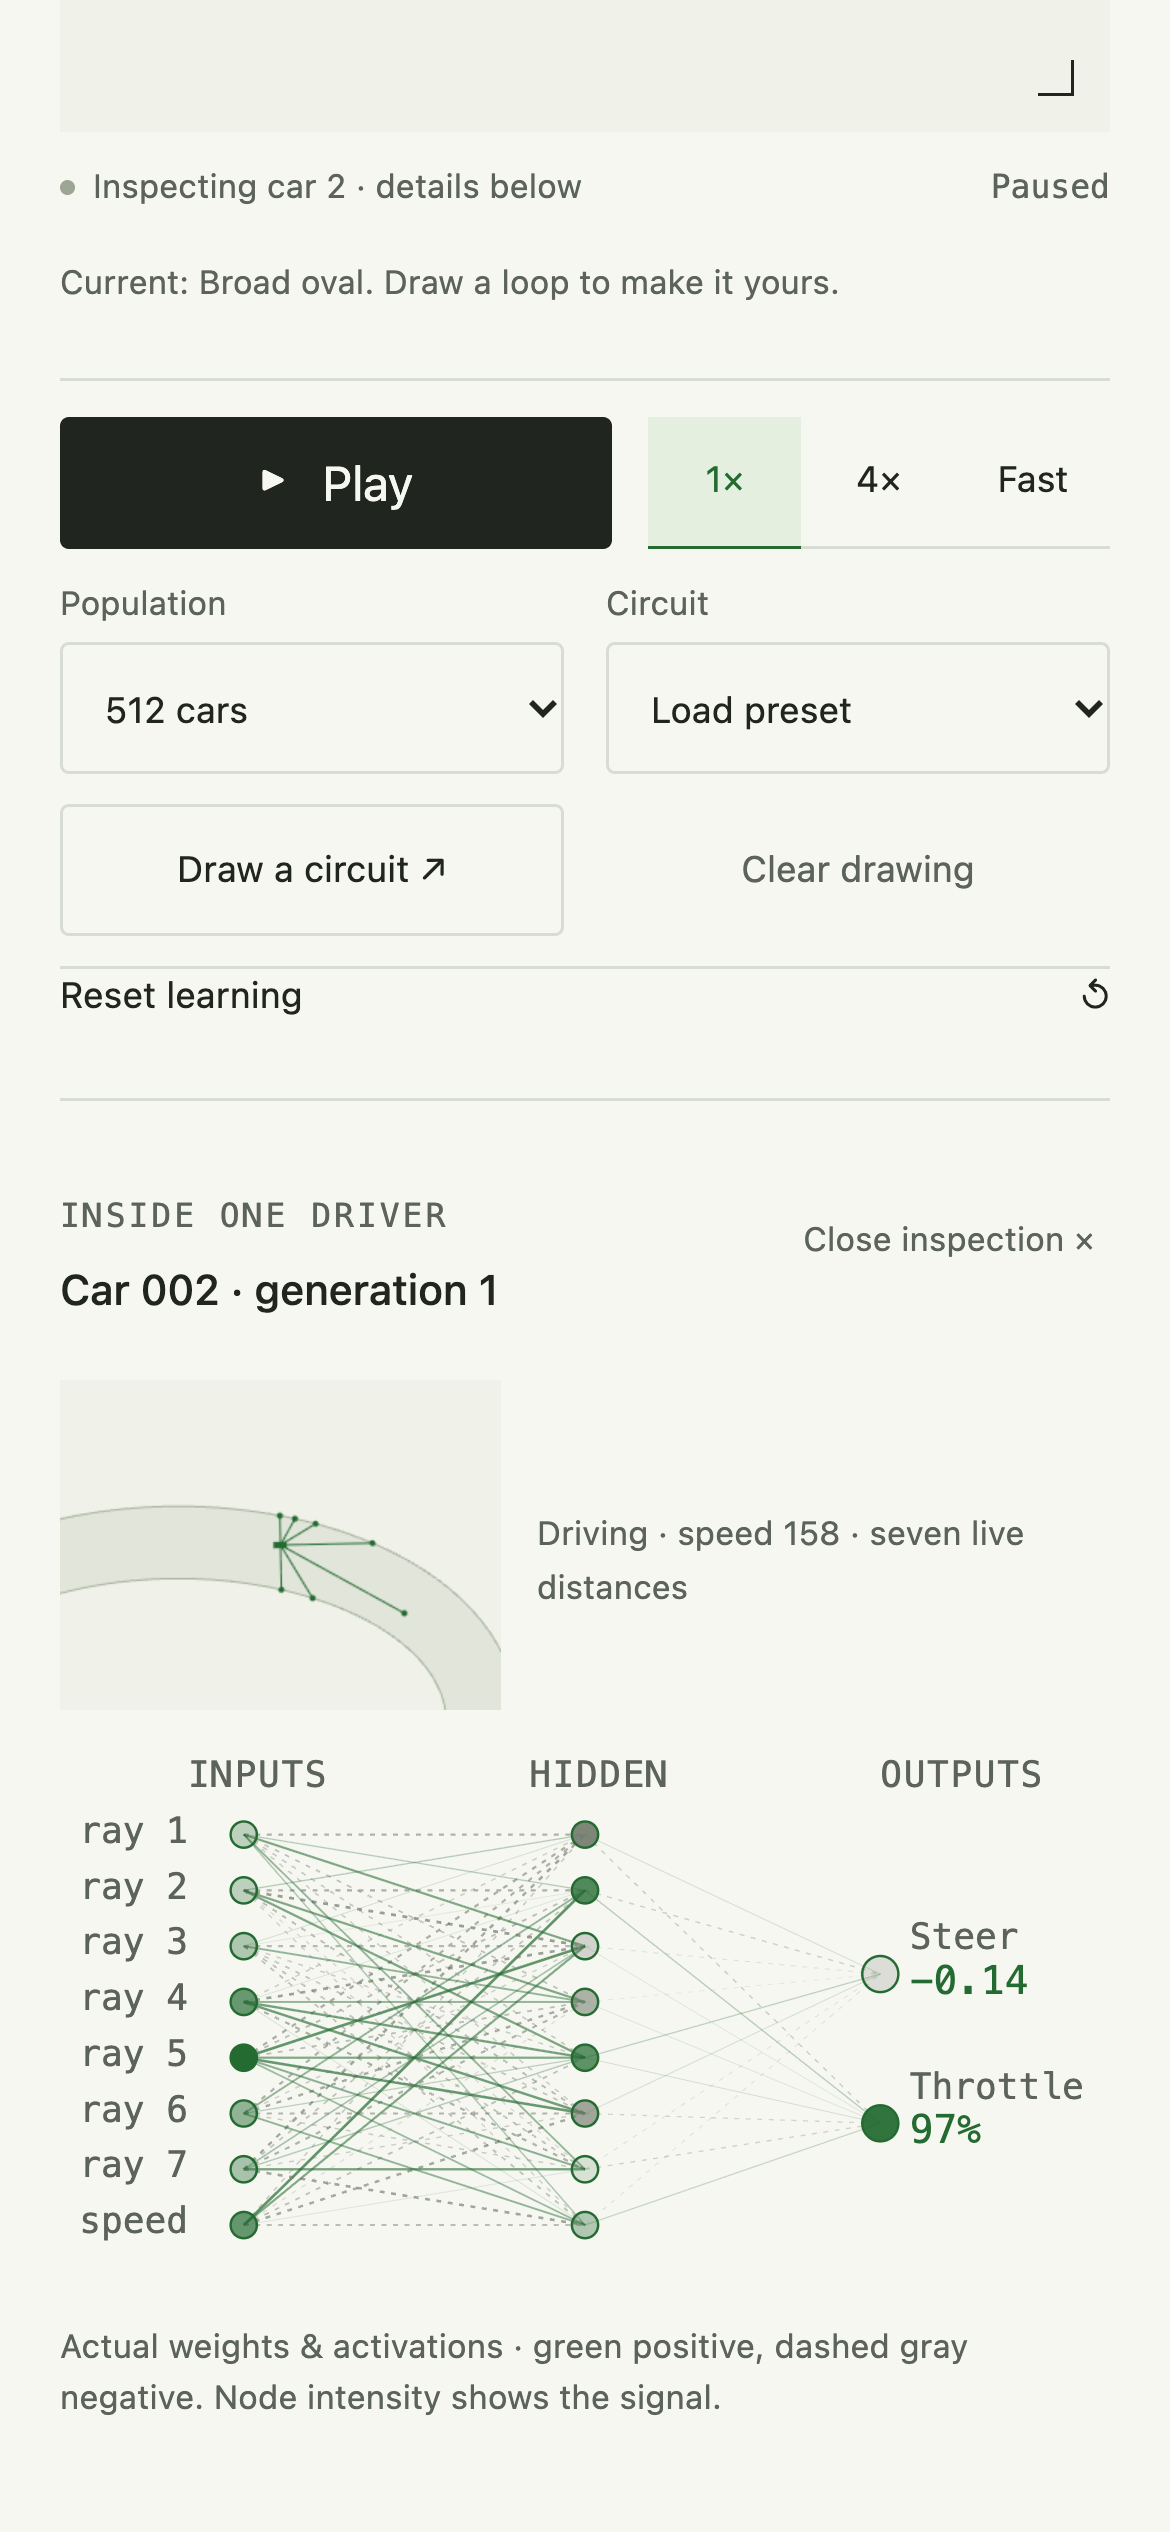 Inspecting car 2 · details below
Paused
Current: Broad oval. Draw a loop to make it yours.
Play
1×
4×
Fast
Population
Circuit
512 cars
Load preset
Draw a circuit ↗
Clear drawing
Reset learning
INSIDE ONE DRIVER
Close inspection ×
Car 002 · generation 1
Driving · speed 158 · seven live
distances
INPUTS
HIDDEN
OUTPUTS
ray 1
ray 2
ray 3
ray 4
ray 5
ray 6
ray 7
speed
Steer
−0.14
Throttle
97%
Actual weights & activations · green positive, dashed gray
negative. Node intensity shows the signal.